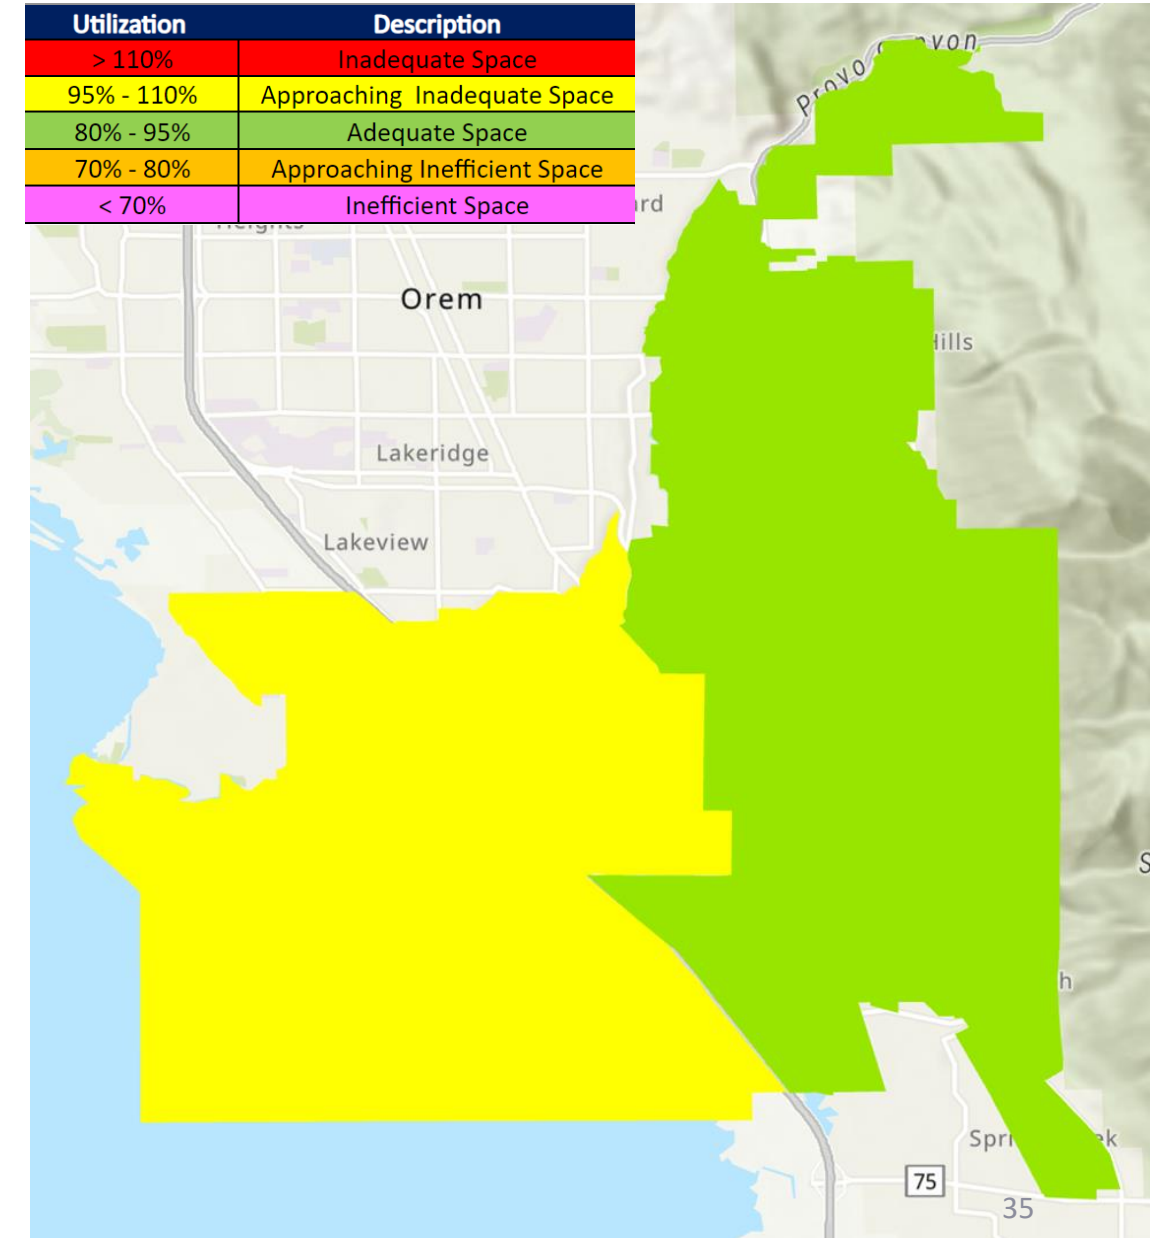 Utilization Description
> 110% Inadequate Space
95% - 110% Approaching Inadequate Space
80% - 95% Adequate Space
70% - 80% Approaching Inefficient Space
< 70% Inefficient Space
Provo
Orem
Lakeridge
Lakeview
75
35